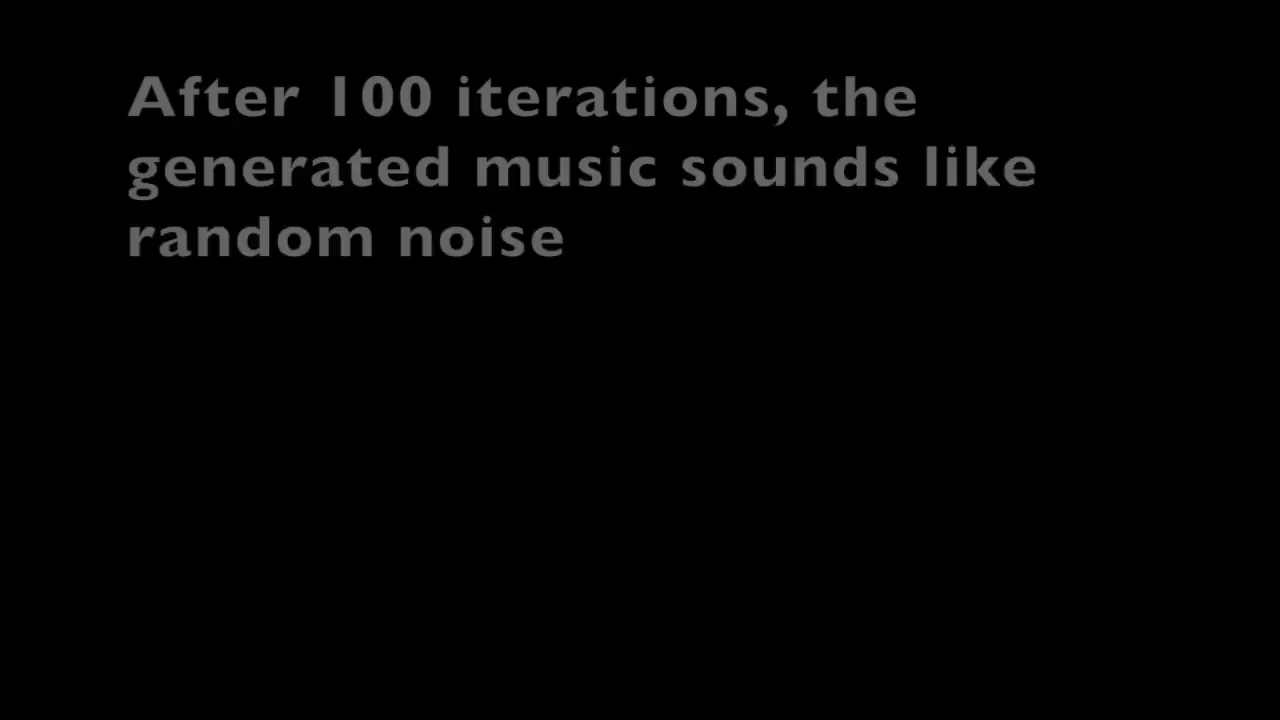 After 100 iterations, the
generated music sounds like
random noise